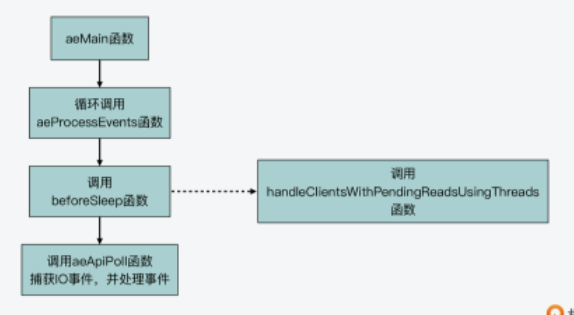 aeMain函数
循环调用
aeProcessEvents函数
调用
beforeSleep函数
调用
handleClientsWithPendingReadsUsingThreads
函数
调用aeApiPoll函数
捕获IO事件，并处理事件